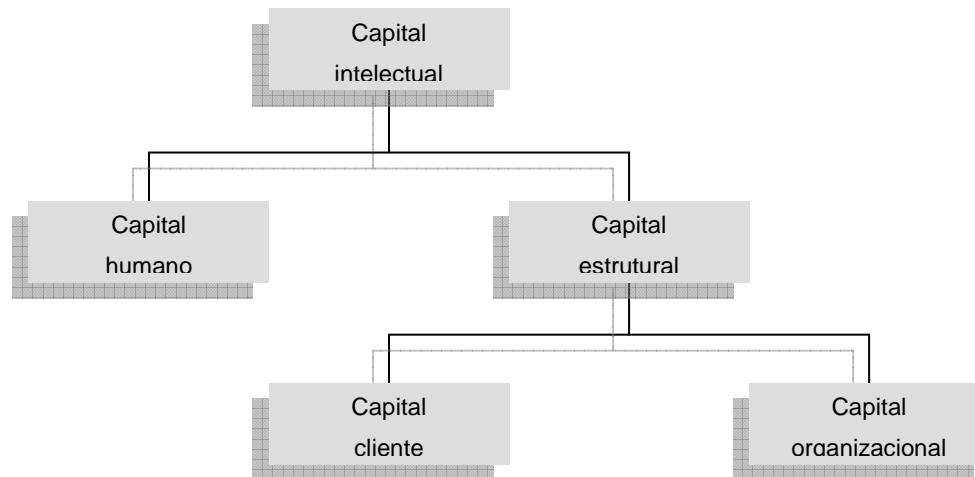 Capital
intelectual
Capital
humano
Capital
estrutural
Capital
cliente
Capital
organizacional